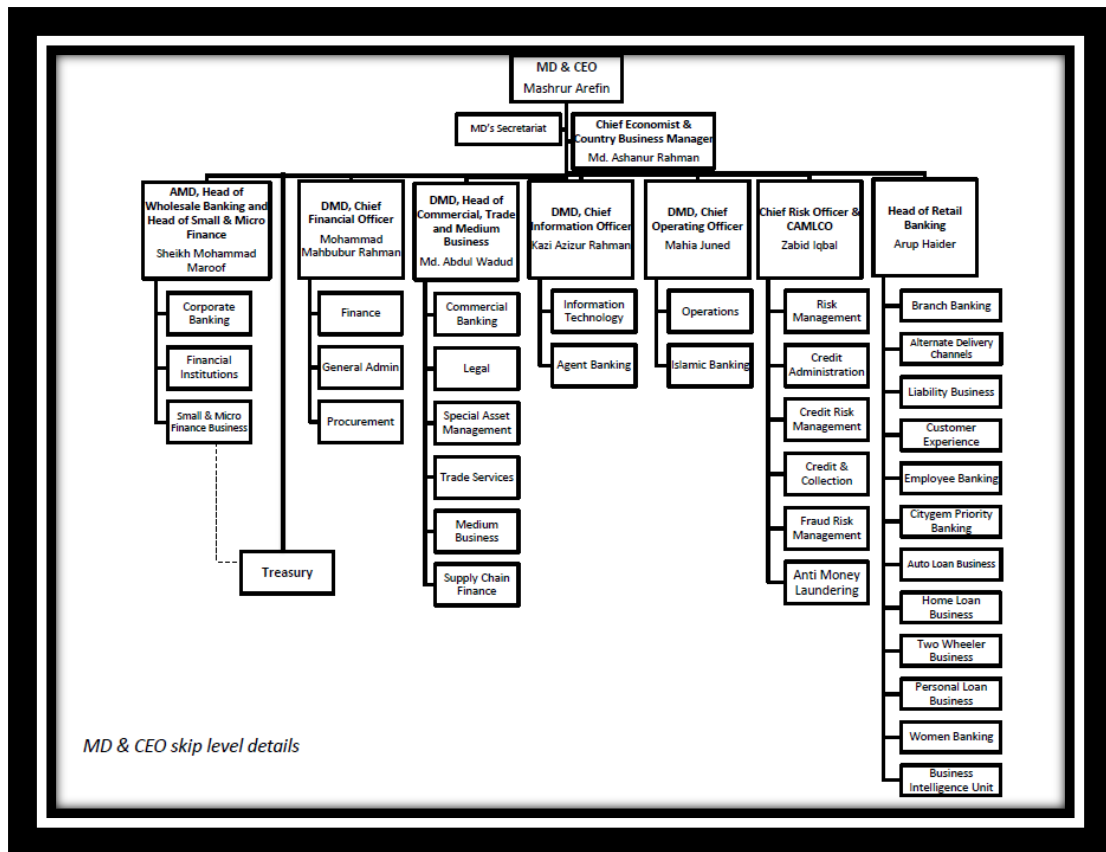 MD & CEO
Mashrur Arefin
MD's Secretariat
Chief Economist &
Country Business Manager
Md. Ashanur Rahman
AMD, Head of
Wholesale Banking and
Head of Small & Micro
Finance
Sheikh Mohammad
Maroof
Corporate
Banking
Financial
Institutions
Small & Micro
Finance Business
Treasury
DMD, Chief
Financial Officer
Mohammad
Mahbubur Rahman
Finance
General Admin
Procurement
DMD, Head of
Commercial, Trade
and Medium
Business
Md. Abdul Wadud
Commercial
Banking
Legal
Special Asset
Management
Trade Services
Medium
Business
Supply Chain
Finance
DMD, Chief
Information Officer
Kazi Azizur Rahman
Information
Technology
Agent Banking
DMD, Chief
Operating Officer
Mahia Juned
Operations
Islamic Banking
Chief Risk Officer &
CAMLCO
Zabid Iqbal
Risk
Management
Credit
Administration
Credit Risk
Management
Credit &
Collection
Fraud Risk
Management
Anti Money
Laundering
Head of Retail
Banking
Arup Haider
Branch Banking
Alternate Delivery
Channels
Liability Business
Customer
Experience
Employee Banking
Citygem Priority
Banking
Auto Loan Business
Home Loan
Business
Two Wheeler
Business
Personal Loan
Business
Women Banking
Business
Intelligence Unit
MD & CEO skip level details